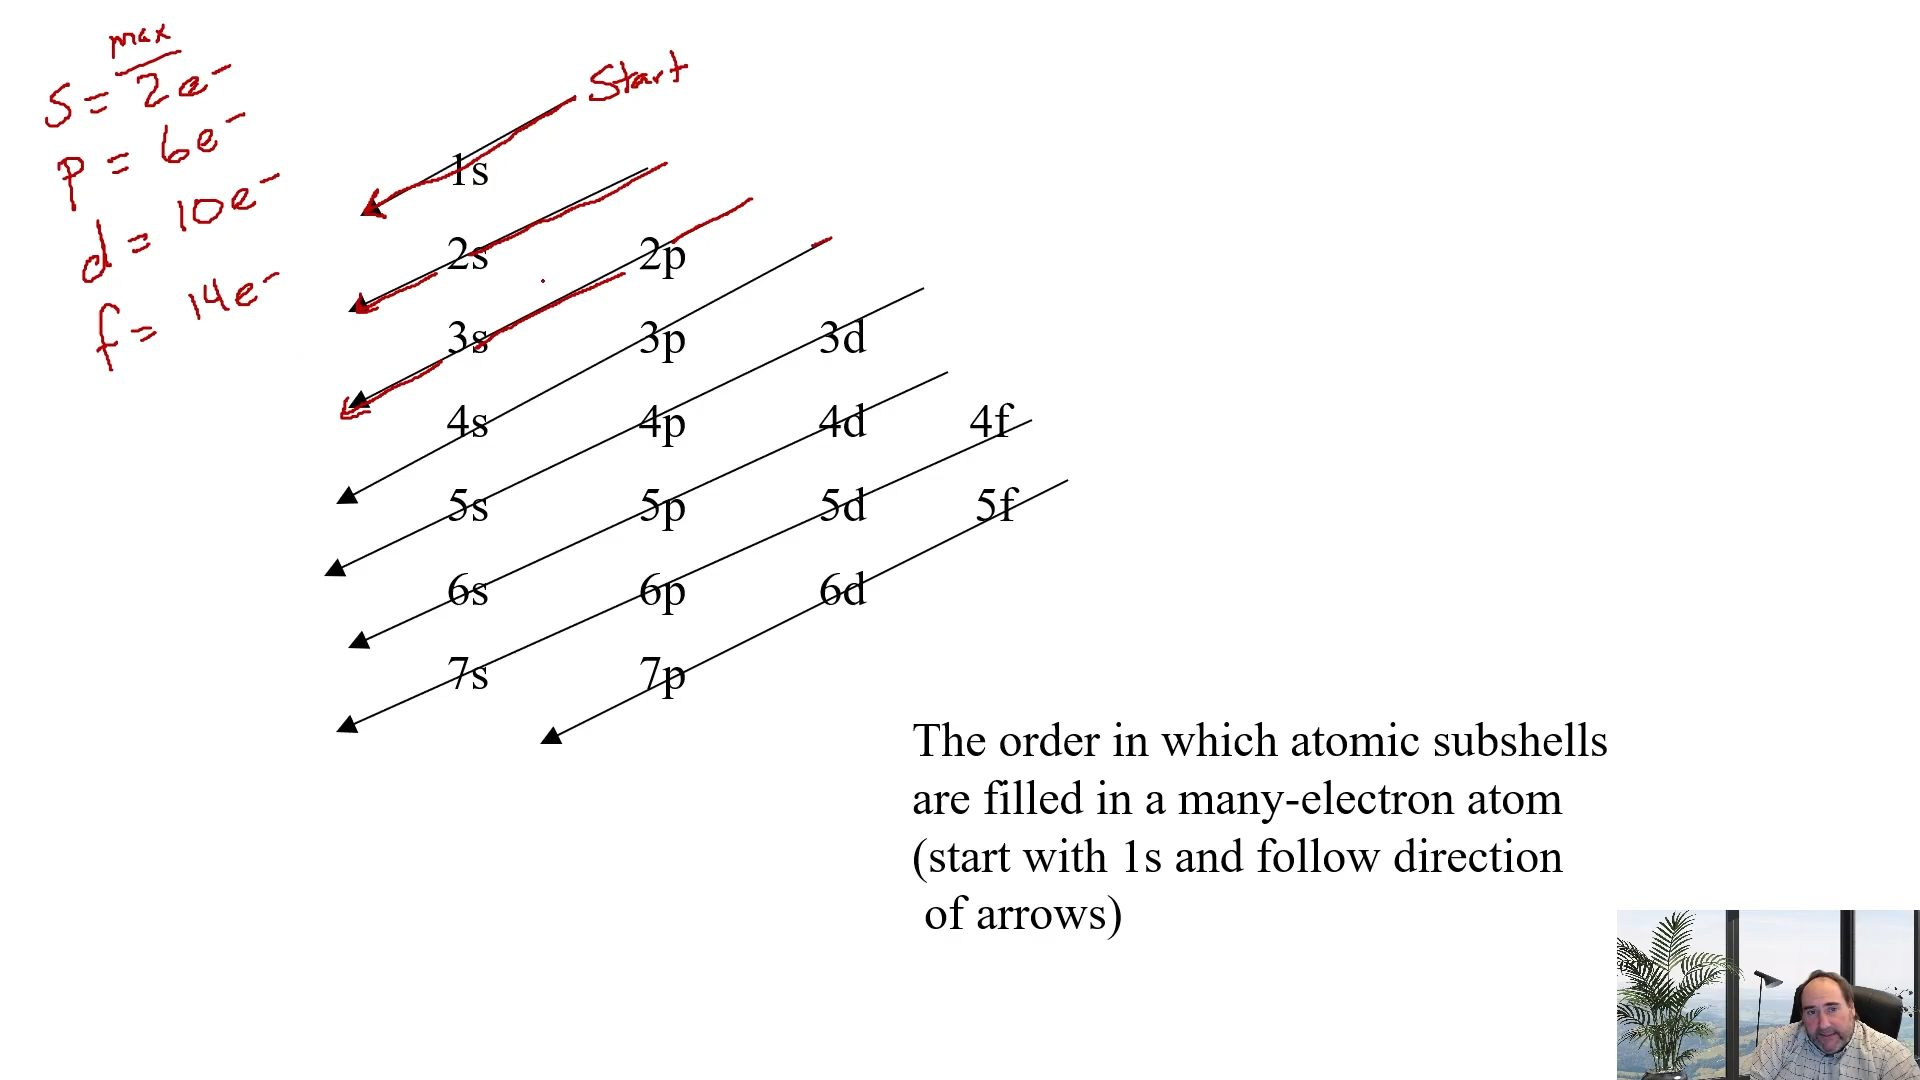 max
s = 2e⁻
p = 6e⁻
d = 10e⁻
f = 14e⁻
Start
1s
2s 2p
3s 3p 3d
4s 4p 4d 4f
5s 5p 5d 5f
6s 6p 6d
7s 7p
The order in which atomic subshells
are filled in a many-electron atom
(start with 1s and follow direction
of arrows)